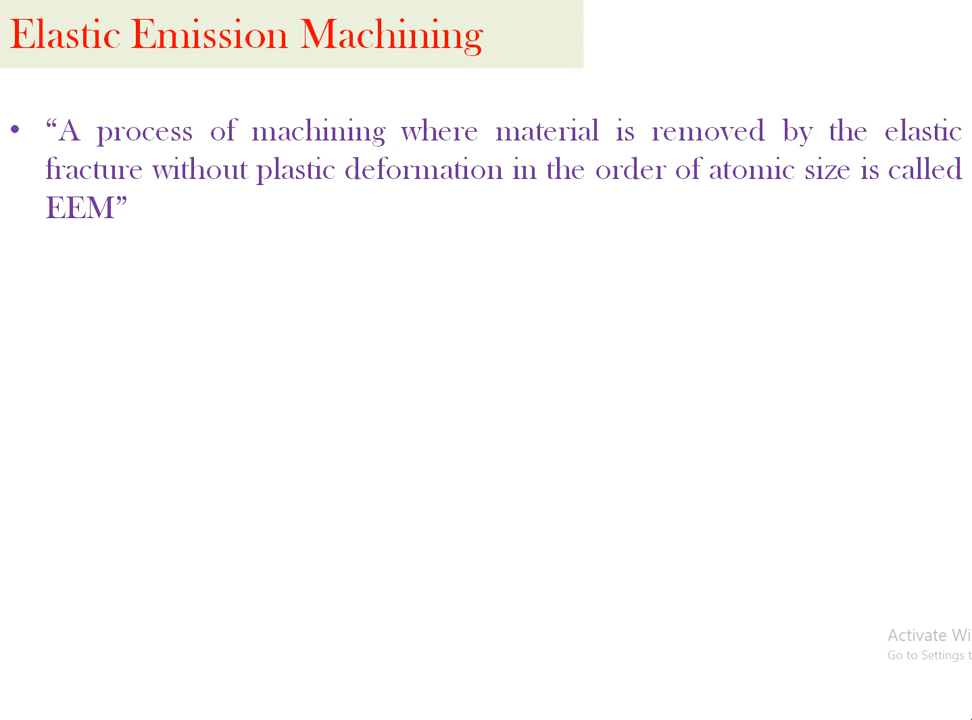 Elastic Emission Machining
• “A process of machining where material is removed by the elastic
fracture without plastic deformation in the order of atomic size is called
EEM”
Activate Wi
Go to Settings t